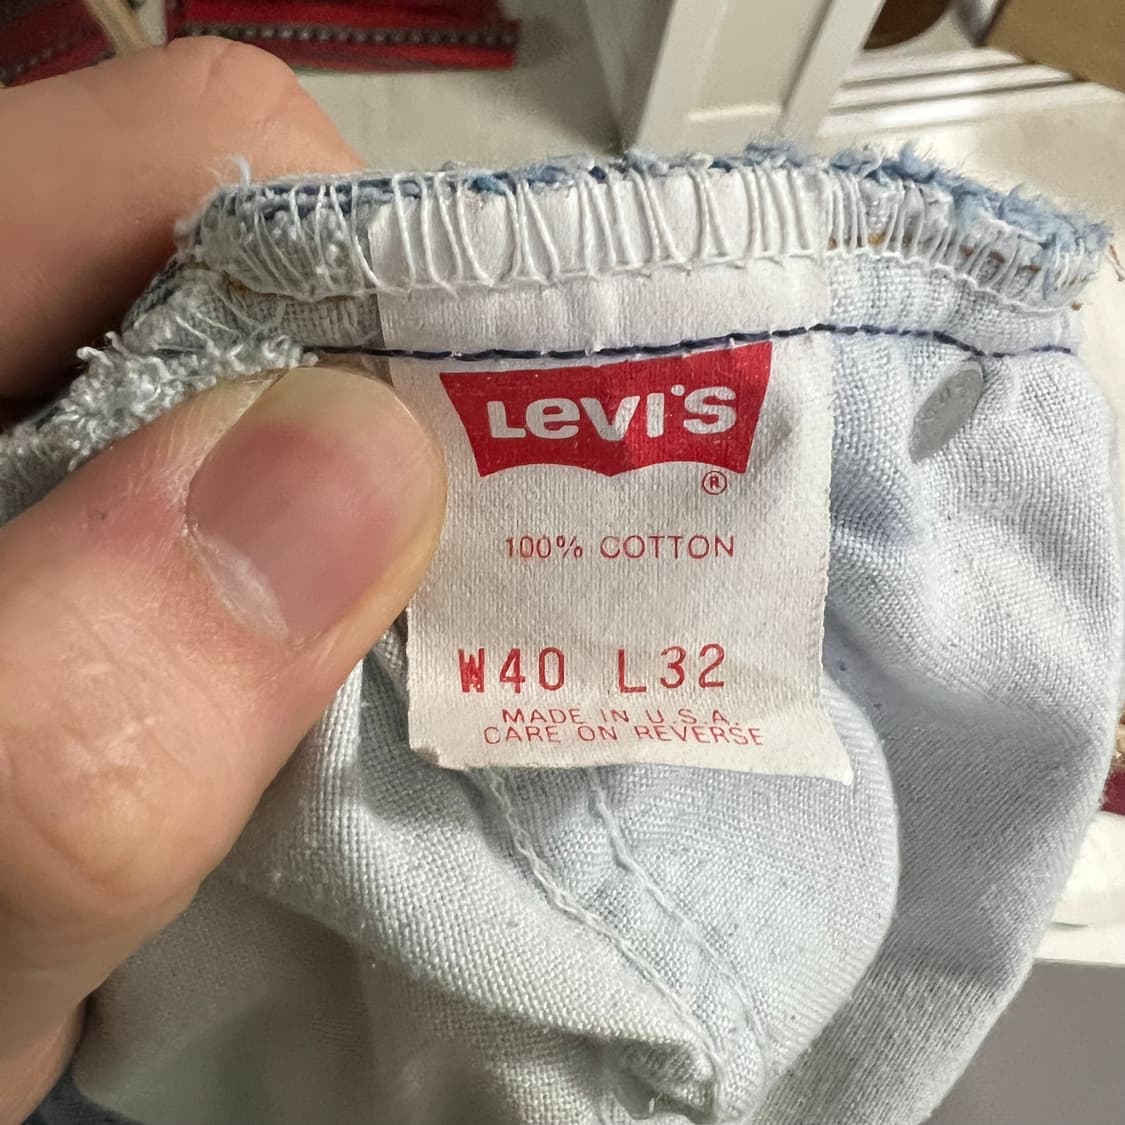 LEVI'S
®
100% COTTON
W40 L32
MADE IN U.S.A.
CARE ON REVERSE